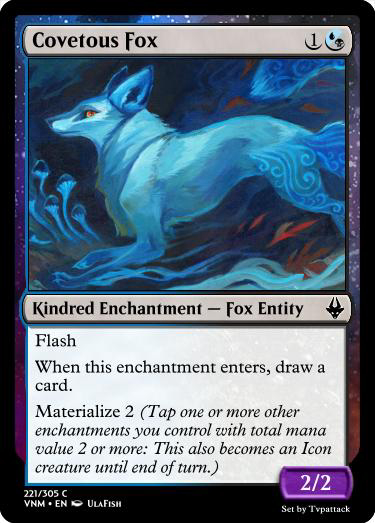 Covetous Fox 1
Kindred Enchantment — Fox Entity
Flash
When this enchantment enters, draw a
card.
Materialize 2 (Tap one or more other
enchantments you control with total mana
value 2 or more: This also becomes an Icon
creature until end of turn.)
2/2
221/305 C
VNM • EN UlaFish
Set by Tvpattack